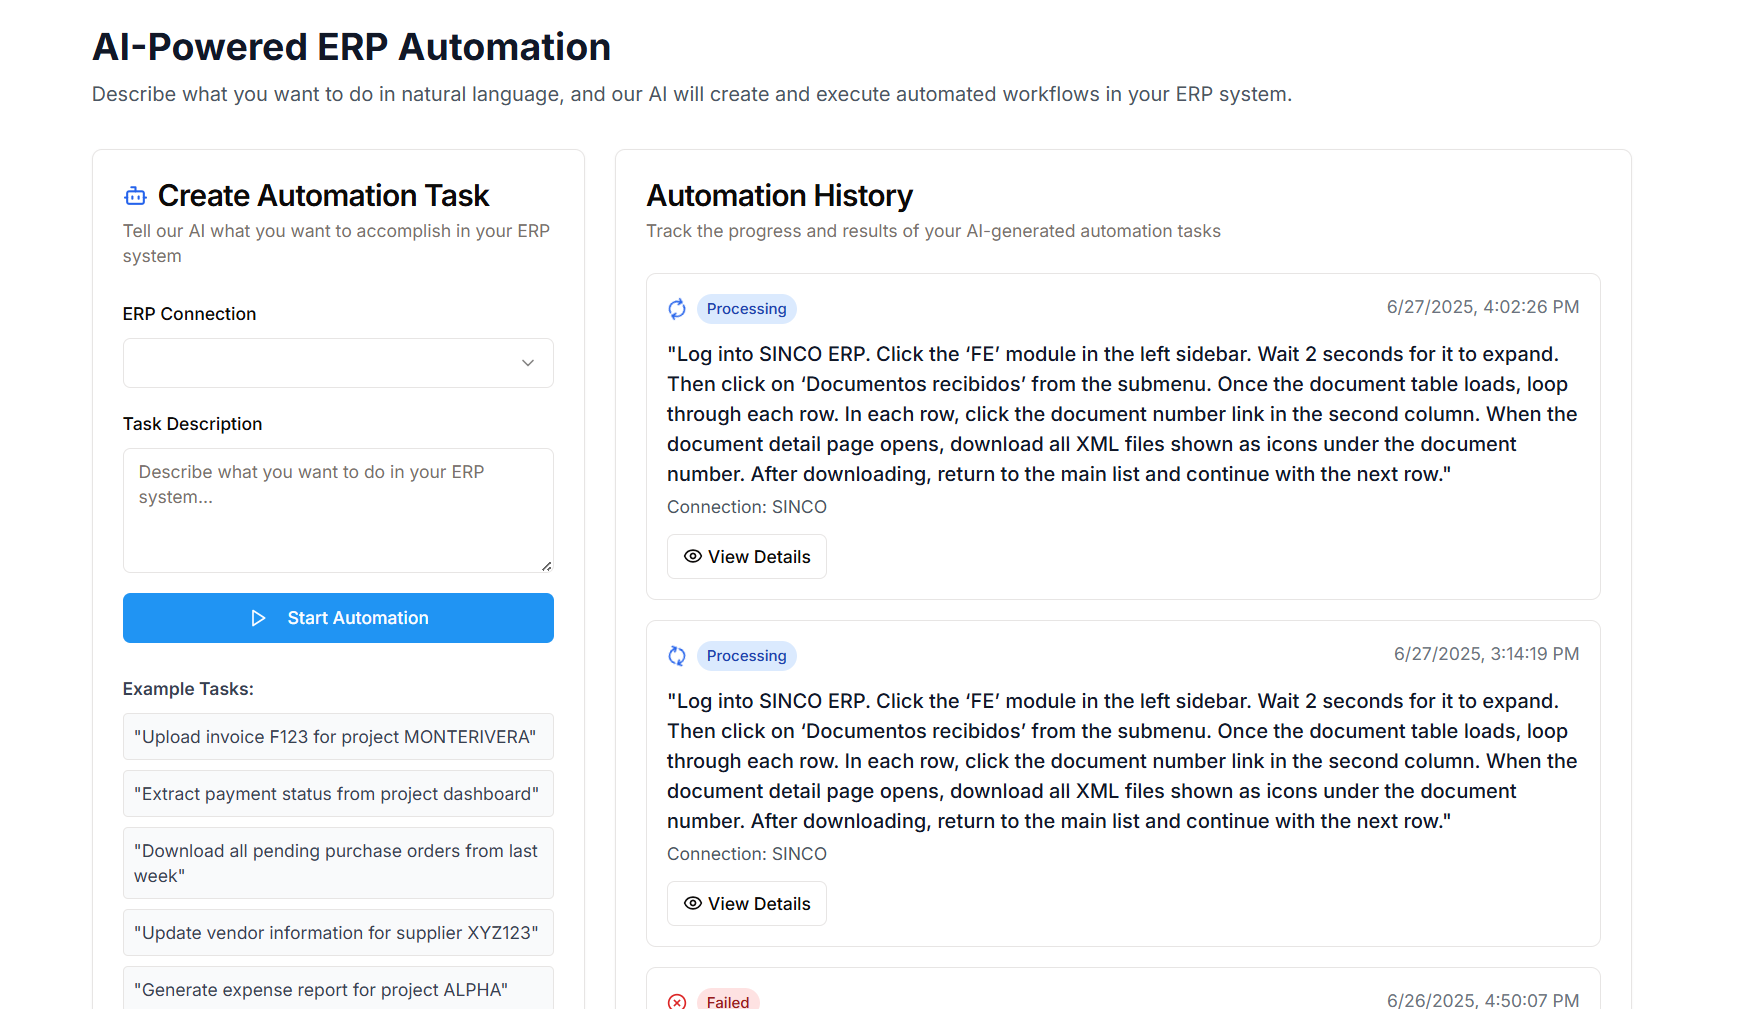 AI-Powered ERP Automation
Describe what you want to do in natural language, and our AI will create and execute automated workflows in your ERP system.
Create Automation Task
Tell our AI what you want to accomplish in your ERP
system
ERP Connection
Task Description
Describe what you want to do in your ERP
system...
Start Automation
Example Tasks:
"Upload invoice F123 for project MONTERIVERA"
"Extract payment status from project dashboard"
"Download all pending purchase orders from last
week"
"Update vendor information for supplier XYZ123"
"Generate expense report for project ALPHA"
Automation History
Track the progress and results of your AI-generated automation tasks
Processing
6/27/2025, 4:02:26 PM
"Log into SINCO ERP. Click the ‘FE’ module in the left sidebar. Wait 2 seconds for it to expand.
Then click on ‘Documentos recibidos’ from the submenu. Once the document table loads, loop
through each row. In each row, click the document number link in the second column. When the
document detail page opens, download all XML files shown as icons under the document
number. After downloading, return to the main list and continue with the next row."
Connection: SINCO
View Details
Processing
6/27/2025, 3:14:19 PM
"Log into SINCO ERP. Click the ‘FE’ module in the left sidebar. Wait 2 seconds for it to expand.
Then click on ‘Documentos recibidos’ from the submenu. Once the document table loads, loop
through each row. In each row, click the document number link in the second column. When the
document detail page opens, download all XML files shown as icons under the document
number. After downloading, return to the main list and continue with the next row."
Connection: SINCO
View Details
Failed
6/26/2025, 4:50:07 PM